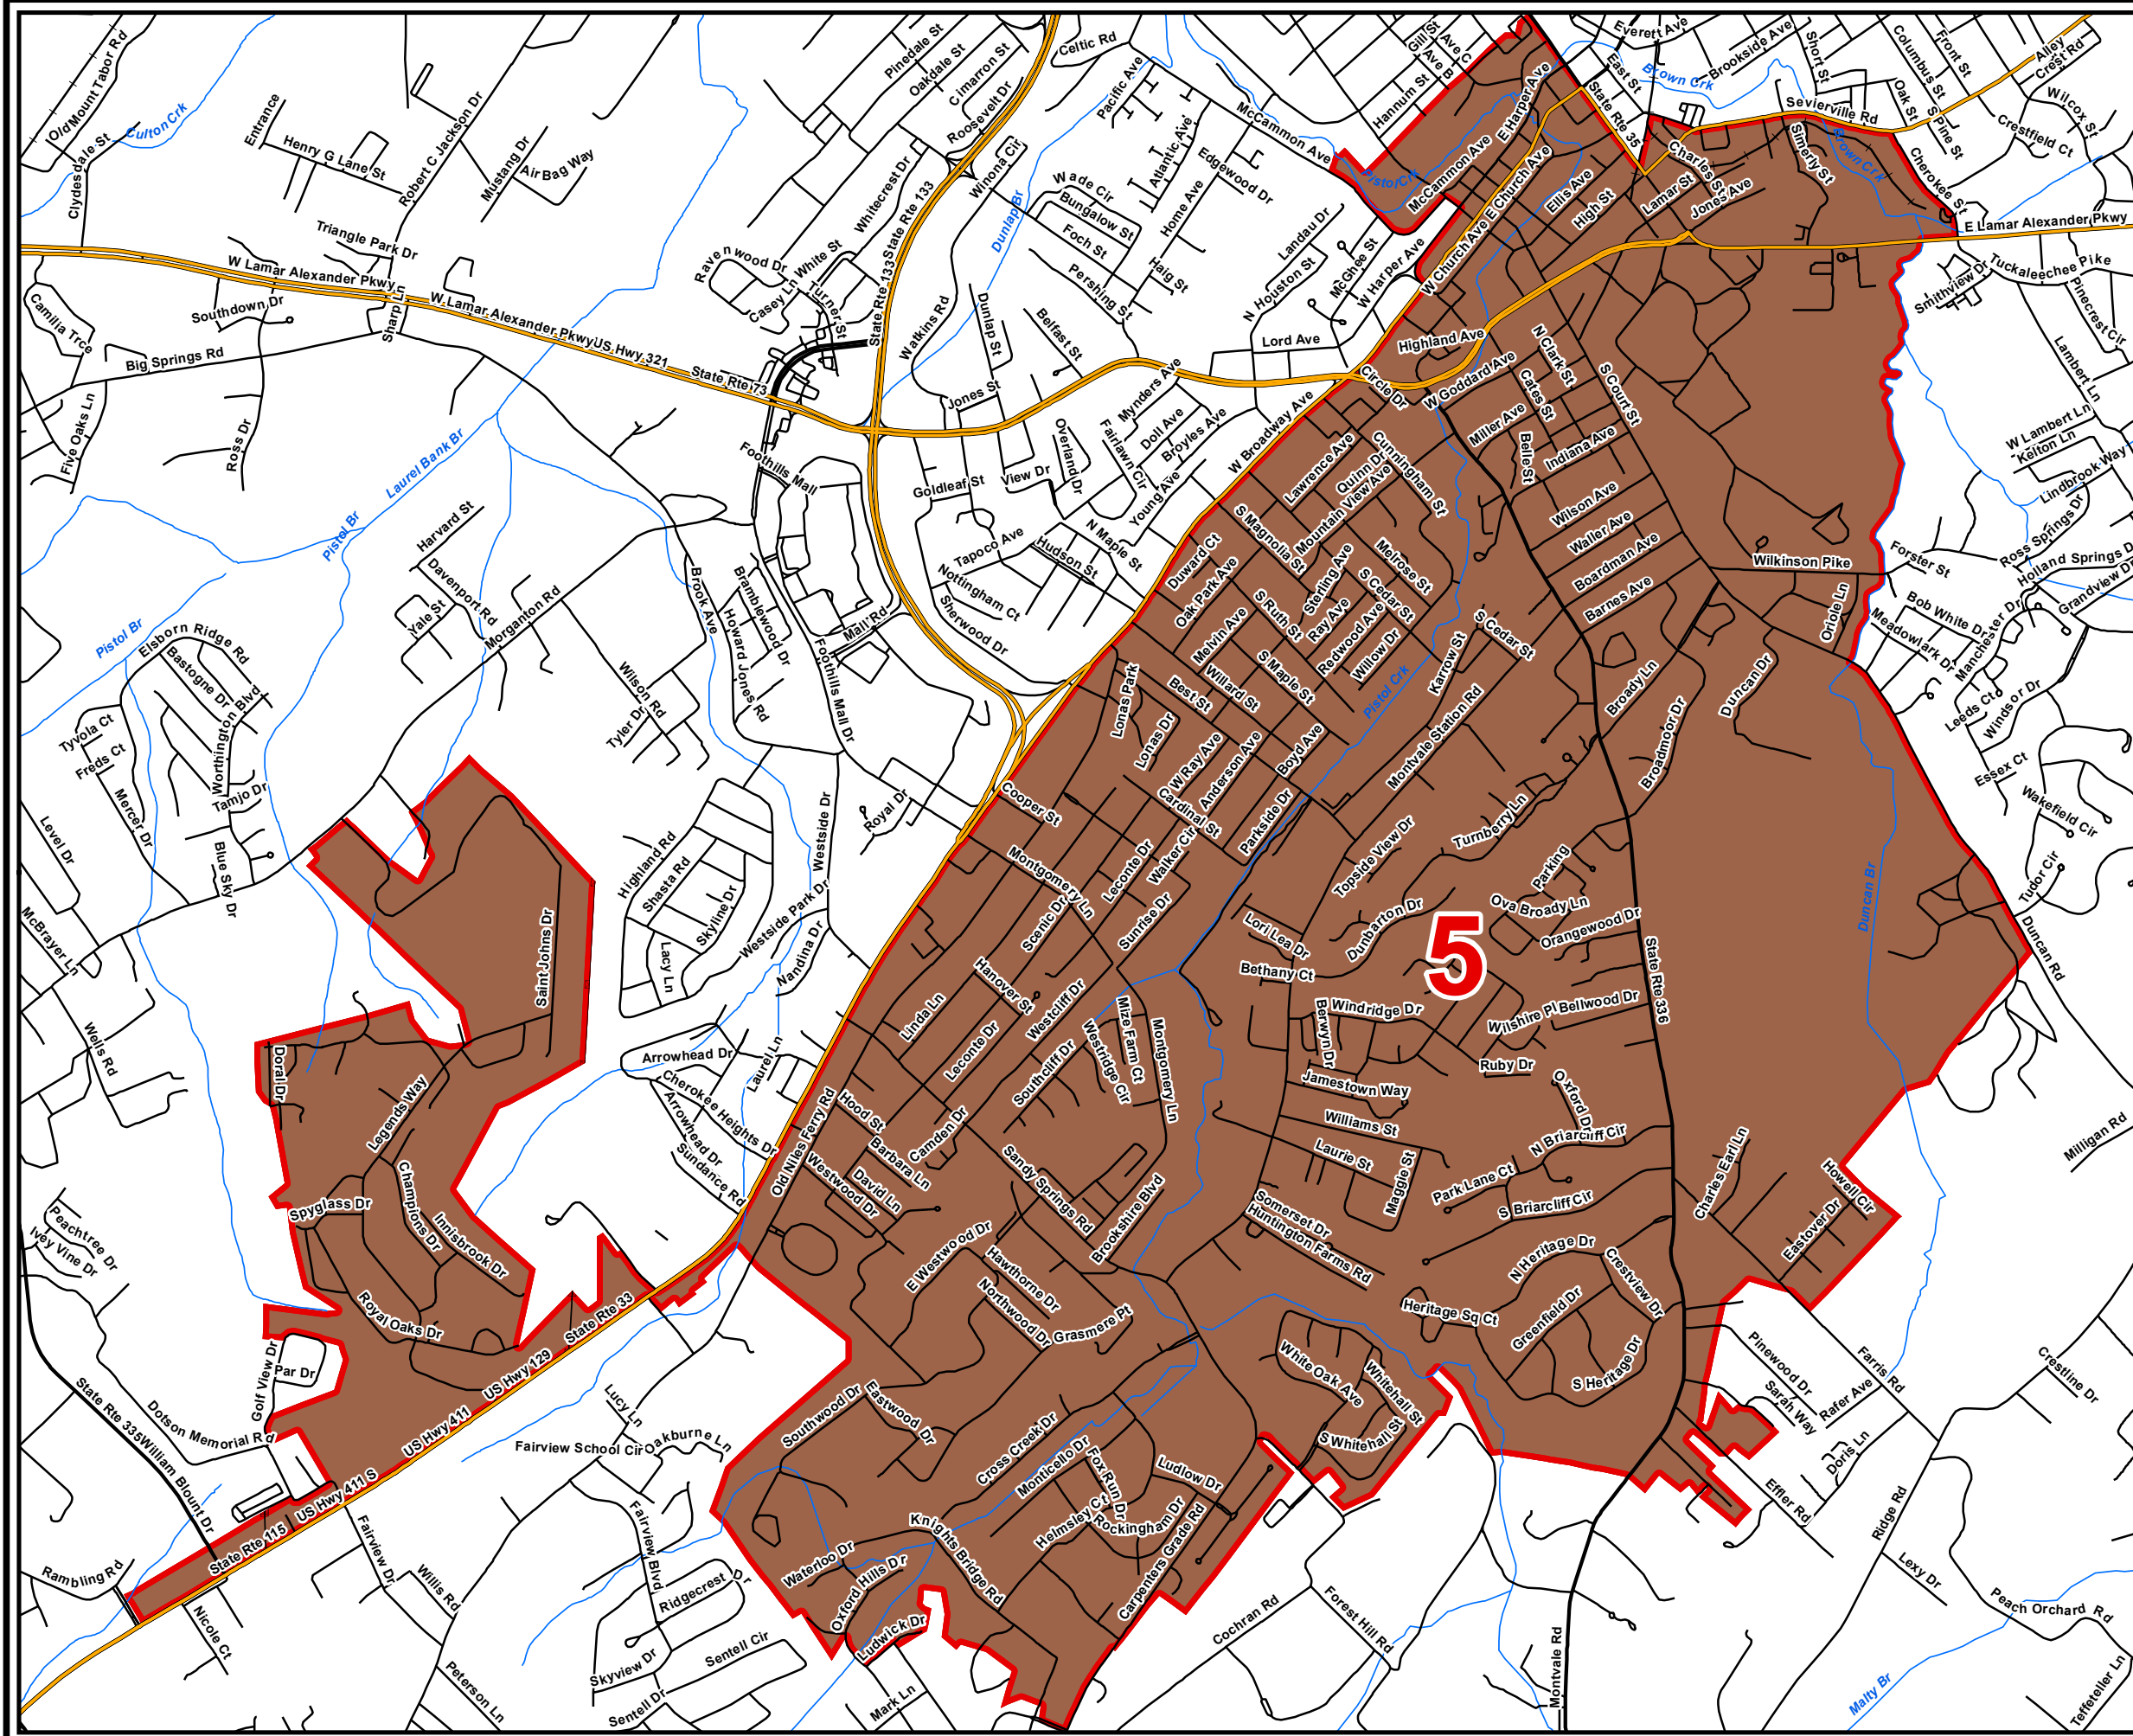 Old Mount Tabor Rd
Culton Crk
Clydesdale St
Entrance
Henry G Lane St
Robert C Jackson Dr
Mustang Dr
Air Bag Way
Triangle Park Dr
W Lamar Alexander Pkwy
Southdown Dr
Sharp Ln
W Lamar Alexander Pkwy
US Hwy 321
State Rte 73
Camilia Trce
Big Springs Rd
Five Oaks Ln
Ross Dr
Laurel Bank Br
Pistol Br
Pinedale St
Oakdale St
Cimarron St
Roosevelt Dr
Celtic Rd
Pacific Ave
Whitecrest Dr
State Rte 133
State Rte 133
State Rte 133
Winona Cir
Dunlap Br
Wade Cir
Bungalow St
Foch St
Pershing St
Atlantic Ave
Edgewood Dr
Home Ave
Haig St
McCammon Ave
Ravenwood Dr
Casey Ln
White St
Turner St
Watkins Rd
Dunlap St
Belfast St
Jones St
Landau Dr
N Houston St
McGhee St
W Harper Ave
Lord Ave
Mynders Ave
Doll Ave
Broyles Ave
Fairlawn Cir
Overland Dr
View Dr
Goldleaf St
Young Ave
N Maple St
Hudson St
Tapoco Ave
Nottingham Ct
Sherwood Dr
W Broadway Ave
Gill St
Ave C
Ave B
Hannum St
E Harper Ave
Pistol Crk
McCammon Ave
E Church Ave
W Church Ave
Ellis Ave
High St
Everett Ave
East St
Brown Crk
Brookside Ave
Short St
State Rte 35
Sevierville Rd
Columbus St
Front St
Alley
Crest Rd
Oak St
S Pine St
Wilcox St
Crestfield Ct
Brown Crk
Simerly St
Charles St
Lamar St
Jones Ave
Cherokee St
E Lamar Alexander Pkwy
Tuckaleechee Pike
Smithview Dr
Pinecrest Cir
Lambert Ln
W Lambert Ln
Kelton Ln
Lindbrook Way
Ross Springs Dr
Forster St
Grandview Dr
Bob White Dr
Meadowlark Dr
Manchester Dr
Leeds Ct
Windsor Dr
Essex Ct
Wakefield Cir
Tudor Cir
Duncan Rd
Highland Ave
Circle Dr
W Goddard Ave
N Clark St
Cates St
S Court St
Miller Ave
Belle St
Indiana Ave
Wilson Ave
Waller Ave
Boardman Ave
Barnes Ave
Wilkinson Pike
Oriole Ln
Lawrence Ave
Quinn Dr
Cunningham St
Mountain View Ave
S Magnolia St
Duward Ct
Oak Park Ave
Sterling Ave
Melrose St
S Cedar St
S Ruth St
Ray Ave
Redwood Ave
Willow Dr
Melvin Ave
S Maple St
Willard St
Best St
Karrow St
S Cedar St
Pistol Crk
Lonas Park
Lonas Dr
W Ray Ave
Anderson Ave
Boyd Ave
Cardinal St
Parkside Dr
Montvale Station Rd
Broady Ln
Broadmoor Dr
Duncan Dr
Duncan Br
Turnberry Ln
Topside View Dr
Parking
Ova Broady Ln
Orangewood Dr
Dunbarton Dr
5
Lori Lea Dr
Bethany Ct
Berwyn Dr
Windridge Dr
Wilshire Pl
Bellwood Dr
State Rte 336
Ruby Dr
Jamestown Way
Oxford Dr
Williams St
Laurie St
Maggie St
N Briarcliff Cir
Park Lane Ct
S Briarcliff Cir
Charles Earl Ln
Howell Cir
Eastover Dr
Milligan Rd
Harvard St
Davenport Rd
Yale St
Morganton Rd
Brook Ave
Bramblewood Dr
Howard Jones Rd
Foothills Mall
Mall Rd
Foothills Mall Dr
Wilson Rd
Tyler Dr
Pistol Br
Elsborn Ridge Rd
Bastogne Dr
Worthington Blvd
Tyvola Ct
Freds Ct
Mercer Dr
Tamjo Dr
Blue Sky Dr
Level Dr
McBrayer Ln
Wells Rd
Highland Rd
Shasta Rd
Skyline Dr
Lacy Ln
Westside Dr
Royal Dr
Westside Park Dr
Nandina Dr
Laurel Ln
Arrowhead Dr
Cherokee Heights Dr
Arrowhead Dr
Sundance Rd
Saint Johns Dr
Doral Dr
Legends Way
Champions Dr
Innisbrook Dr
Spyglass Dr
Royal Oaks Dr
Peachtree Dr
Ivey Vine Dr
Cooper St
Montgomery Ln
Leconte Dr
Walker Cir
Scenic Dr
Sunrise Dr
Hanover St
Linda Ln
Leconte Dr
Westcliff Dr
Southcliff Dr
Westridge Cir
Mize Farm Ct
Montgomery Ln
Old Niles Ferry Rd
Hood St
Barbara Ln
Camden Dr
Westwood Dr
David Ln
Sandy Springs Rd
Brookshire Blvd
E Westwood Dr
Hawthorne Dr
Northwood Dr
Grasmere Pt
Somerset Dr
Huntington Farms Rd
Heritage Sq Ct
N Heritage Dr
Crestview Dr
Greenfield Dr
S Heritage Dr
White Oak Ave
Whitehall St
S Whitehall St
Pinewood Dr
Sarah Way
Rafer Ave
Farris Rd
Doris Ln
Effler Rd
Crestline Dr
Ridge Rd
Lexy Dr
Peach Orchard Rd
Teffeteller Ln
Malty Br
Montvale Rd
Forest Hill Rd
Cochran Rd
Southwood Dr
Eastwood Dr
Cross Creek Dr
Monticello Dr
Fox Run Dr
Ludlow Dr
Helmsley Ct
Rockingham Dr
Carpenters Grade Rd
Knights Bridge Rd
Waterloo Dr
Oxford Hills Dr
Ludwick Dr
Mark Ln
State Rte 33
US Hwy 129
US Hwy 411
US Hwy 411 S
State Rte 115
Par Dr
Golf View Dr
Dotson Memorial Rd
State Rte 335
William Blount Dr
Lucy Ln
Oakburne Ln
Fairview School Cir
Fairview Blvd
Fairview Dr
Willis Rd
Nicole Ct
Rambling Rd
Ridgecrest Dr
Skyview Dr
Sentell Cir
Sentell Dr
Peterson Ln